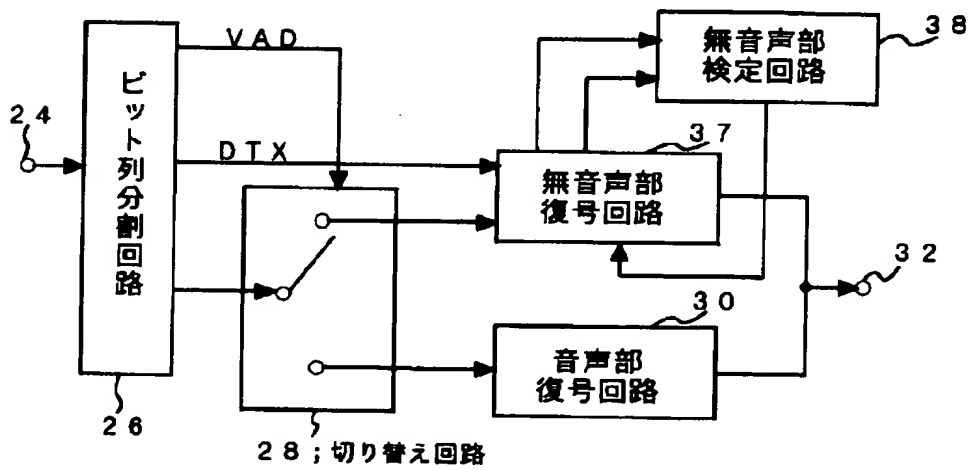 VAD
DTX
24
ビット列分割回路
26
28;切り替え回路
無音声部
検定回路
38
37
無音声部
復号回路
32
30
音声部
復号回路